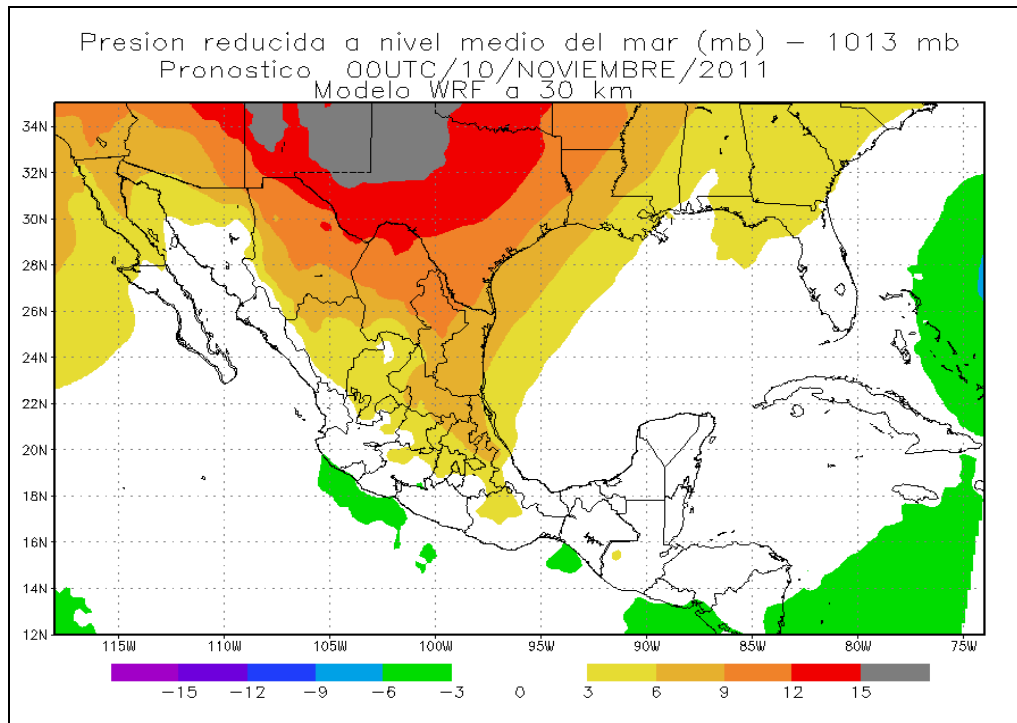 Presion reducida a nivel medio del mar (mb) – 1013 mb
Pronostico 00UTC/10/NOVIEMBRE/2011
Modelo WRF a 30 km
34N
32N
30N
28N
26N
24N
22N
20N
18N
16N
14N
12N
115W 110W 105W 100W 95W 90W 85W 80W 75W
−15 −12 −9 −6 −3 0 3 6 9 12 15